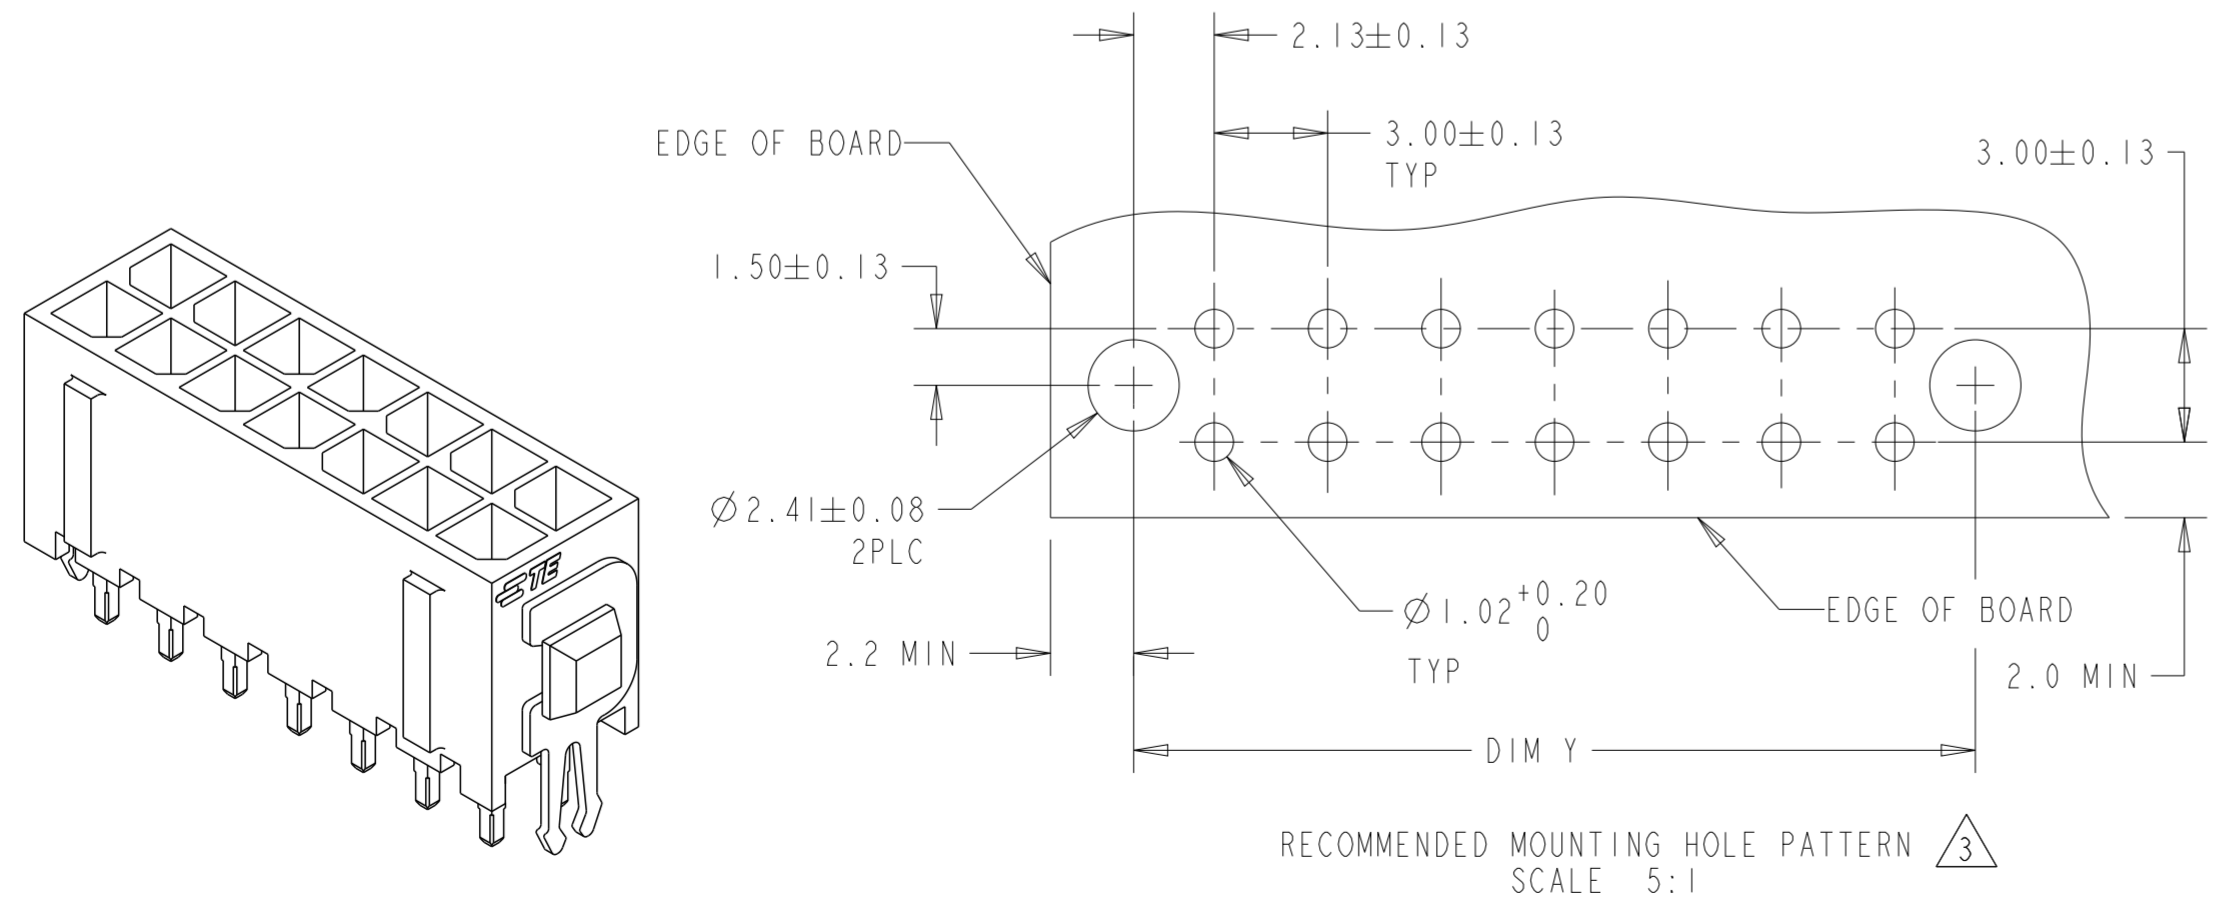 2.13±0.13
EDGE OF BOARD
3.00±0.13
TYP
3.00±0.13
1.50±0.13
TE
Ø2.41±0.08
2PLC
Ø1.02 +0.20
0
TYP
EDGE OF BOARD
2.2 MIN
2.0 MIN
DIM Y
RECOMMENDED MOUNTING HOLE PATTERN 3
SCALE 5:1